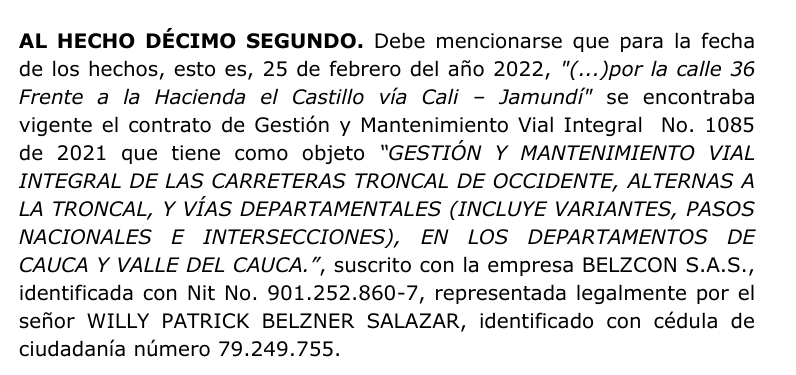 AL HECHO DÉCIMO SEGUNDO. Debe mencionarse que para la fecha
de los hechos, esto es, 25 de febrero del año 2022, "(...)por la calle 36
Frente a la Hacienda el Castillo vía Cali – Jamundí" se encontraba
vigente el contrato de Gestión y Mantenimiento Vial Integral  No. 1085
de 2021 que tiene como objeto “GESTIÓN Y MANTENIMIENTO VIAL
INTEGRAL DE LAS CARRETERAS TRONCAL DE OCCIDENTE, ALTERNAS A
LA TRONCAL, Y VÍAS DEPARTAMENTALES (INCLUYE VARIANTES, PASOS
NACIONALES E INTERSECCIONES), EN LOS DEPARTAMENTOS DE
CAUCA Y VALLE DEL CAUCA.”, suscrito con la empresa BELZCON S.A.S.,
identificada con Nit No. 901.252.860-7, representada legalmente por el
señor WILLY PATRICK BELZNER SALAZAR, identificado con cédula de
ciudadanía número 79.249.755.